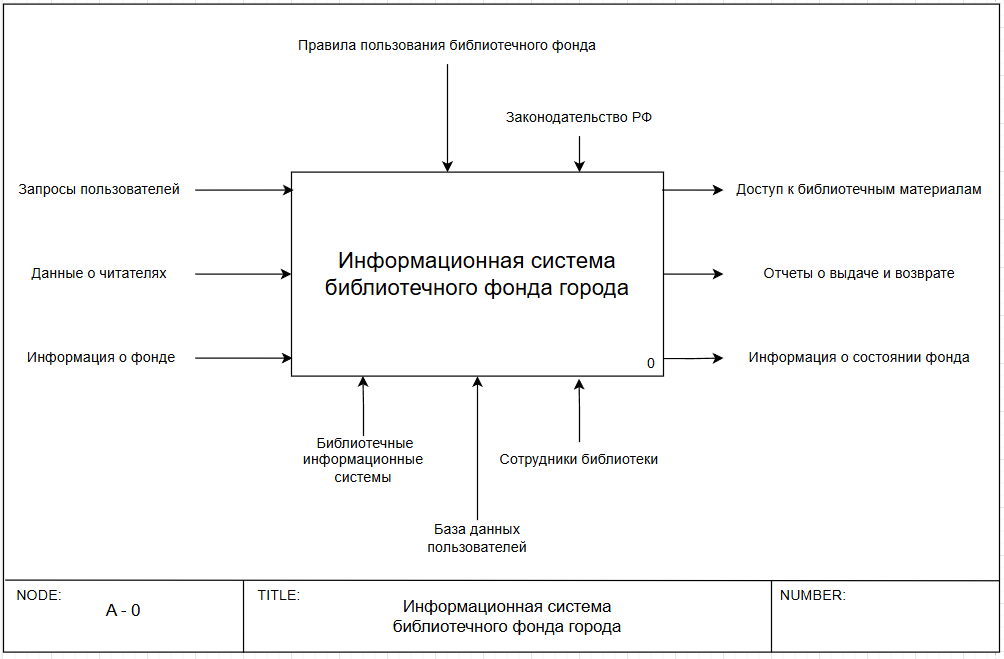 Правила пользования библиотечного фонда
Законодательство РФ
Запросы пользователей
Доступ к библиотечным материалам
Информационная система
библиотечного фонда города
Данные о читателях
Отчеты о выдаче и возврате
Информация о фонде
0
Информация о состоянии фонда
Библиотечные
информационные
системы
Сотрудники библиотеки
База данных
пользователей
NODE:
A - 0
TITLE:
Информационная система
библиотечного фонда города
NUMBER: